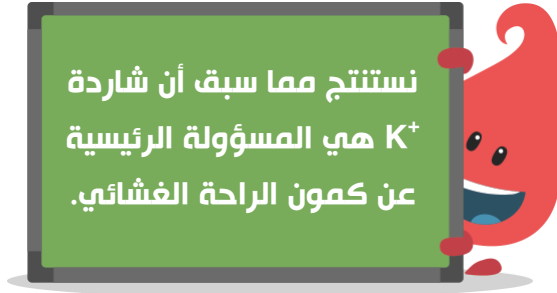 نستنتج مما سبق أن شاردة
K⁺ هي المسؤولة الرئيسية
عن كمون الراحة الغشائي.